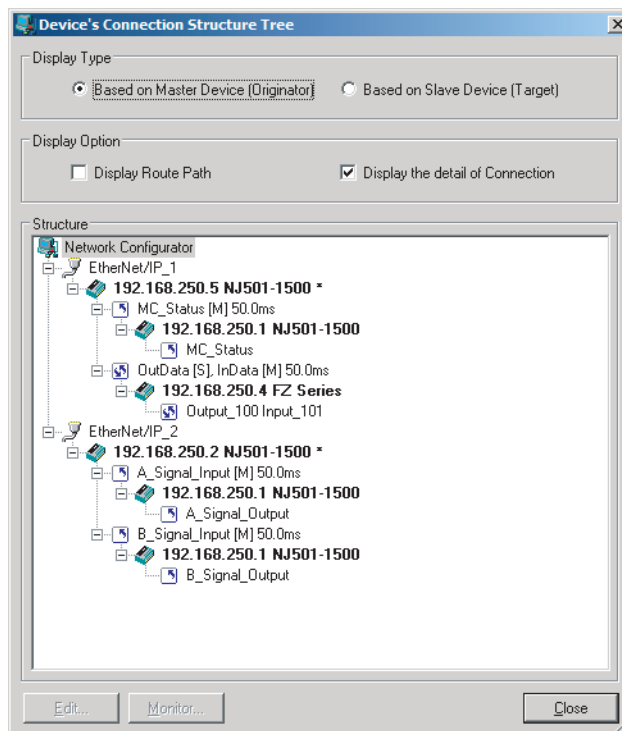 Device's Connection Structure Tree
Display Type
Based on Master Device (Originator) Based on Slave Device (Target)
Display Option
Display Route Path Display the detail of Connection
Structure
Network Configurator
EtherNet/IP_1
192.168.250.5 NJ501-1500 *
MC_Status [M] 50.0ms
192.168.250.1 NJ501-1500
MC_Status
OutData [S], InData [M] 50.0ms
192.168.250.4 FZ Series
Output_100 Input_101
EtherNet/IP_2
192.168.250.2 NJ501-1500 *
A_Signal_Input [M] 50.0ms
192.168.250.1 NJ501-1500
A_Signal_Output
B_Signal_Input [M] 50.0ms
192.168.250.1 NJ501-1500
B_Signal_Output
Edit... Monitor... Close